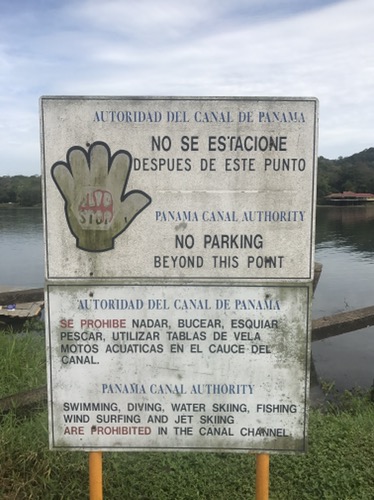 AUTORIDAD DEL CANAL DE PANAMA
NO SE ESTACIONE
DESPUES DE ESTE PUNTO
ALTO
STOP
PANAMA CANAL AUTHORITY
NO PARKING
BEYOND THIS POINT
AUTORIDAD DEL CANAL DE PANAMA
SE PROHIBE NADAR, BUCEAR, ESQUIAR
PESCAR, UTILIZAR TABLAS DE VELA
MOTOS ACUATICAS EN EL CAUCE DEL
CANAL.
PANAMA CANAL AUTHORITY
SWIMMING, DIVING, WATER SKIING, FISHING
WIND SURFING AND JET SKIING
ARE PROHIBITED IN THE CANAL CHANNEL